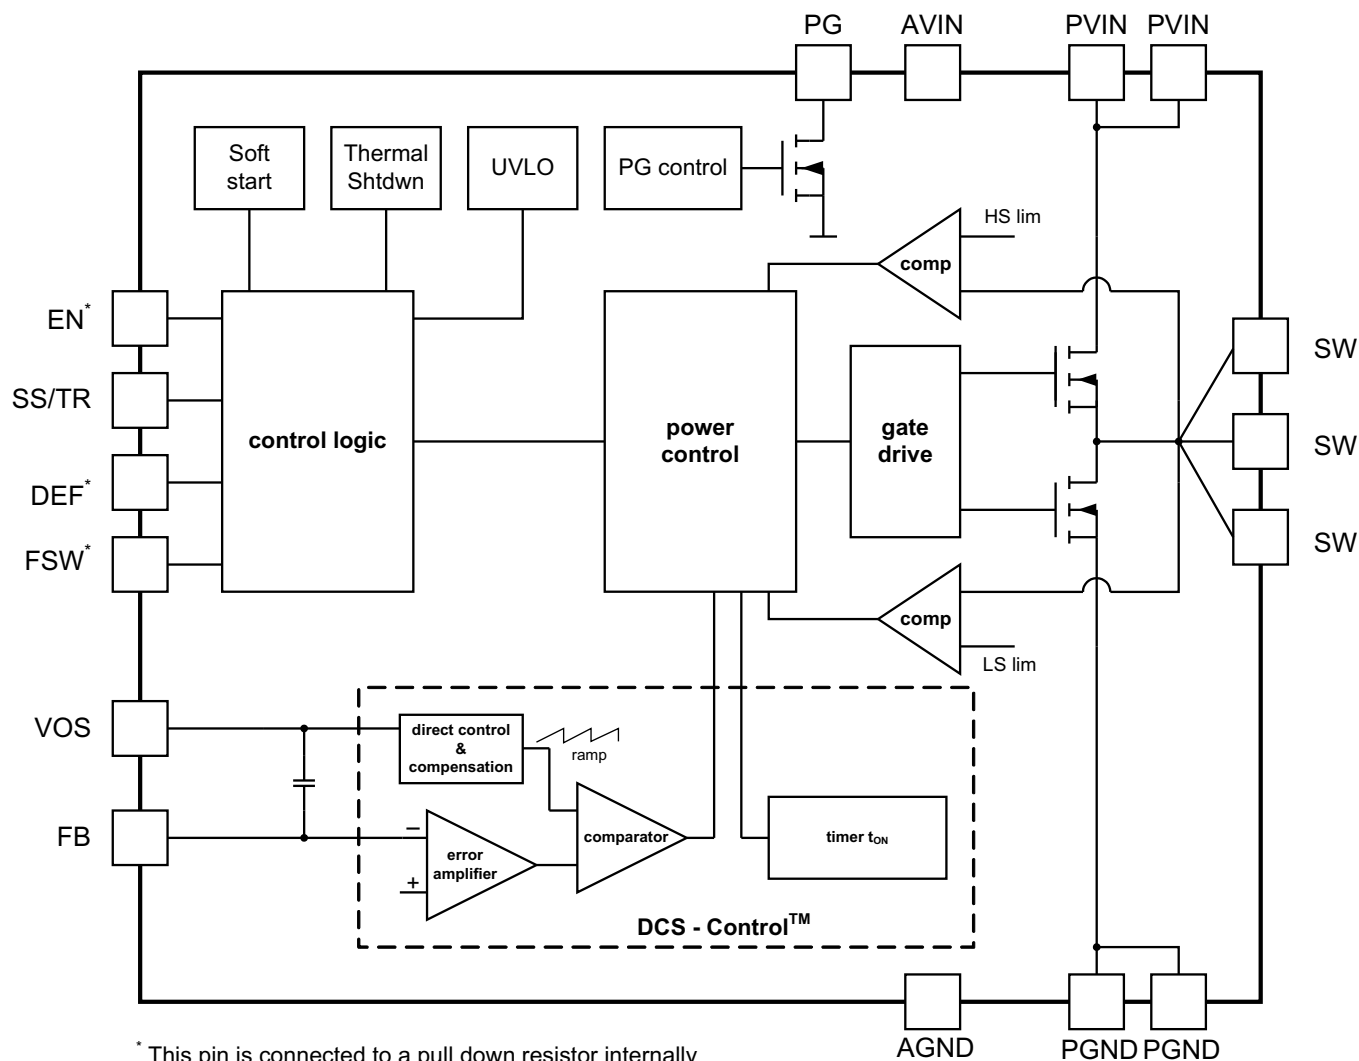 PG AVIN PVIN PVIN
Soft
start
Thermal
Shtdwn
UVLO
PG control
HS lim
comp
EN*
SS/TR
DEF*
FSW*
control logic
power
control
gate
drive
SW
SW
SW
comp
LS lim
VOS
FB
direct control
&
compensation
ramp
−
+
error
amplifier
comparator
timer tON
DCS - Control™
AGND PGND PGND
* This pin is connected to a pull down resistor internally